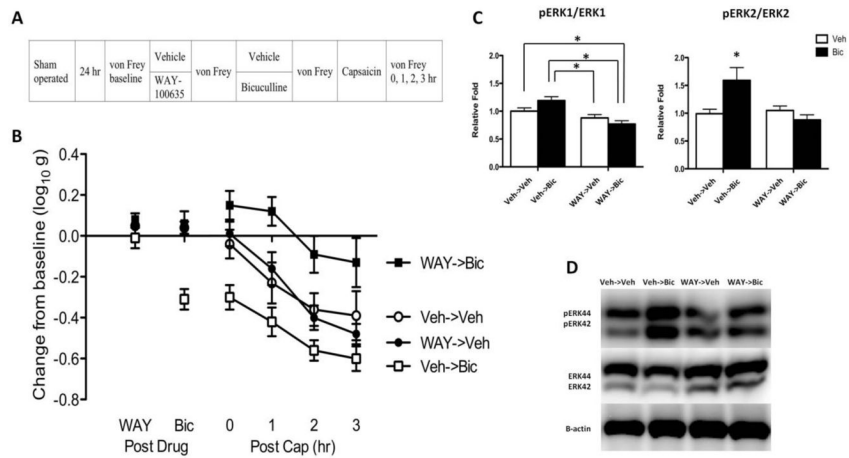 A
Sham operated
24 hr
von Frey baseline
Vehicle
WAY-100635
von Frey
Vehicle
Bicuculline
von Frey
Capsaicin
von Frey 0, 1, 2, 3 hr
B
Change from baseline (log10 g)
0.4
0.2
0.0
-0.2
-0.4
-0.6
-0.8
WAY
Bic
0
1
2
3
Post Drug
Post Cap (hr)
WAY->Bic
Veh->Veh
WAY->Veh
Veh->Bic
C
pERK1/ERK1
Relative Fold
2.0
1.5
1.0
0.5
0.0
*
*
*
Veh->Veh
Veh->Bic
WAY->Veh
WAY->Bic
pERK2/ERK2
Relative Fold
2.0
1.5
1.0
0.5
0.0
*
Veh->Veh
Veh->Bic
WAY->Veh
WAY->Bic
Veh
Bic
D
Veh->Veh Veh->Bic WAY->Veh WAY->Bic
pERK44
pERK42
ERK44
ERK42
B-actin